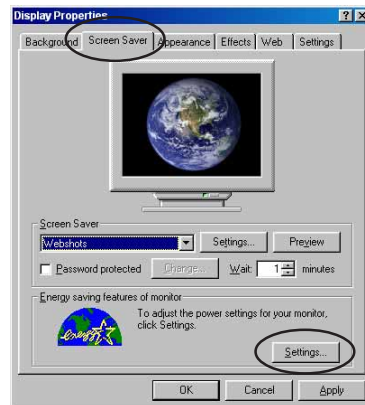 Display Properties
Background Screen Saver Appearance Effects Web Settings
Screen Saver
Webshots Settings... Preview
Password protected Change... Wait: 1 minutes
Energy saving features of monitor
To adjust the power settings for your monitor,
click Settings.
energy
Settings...
OK Cancel Apply